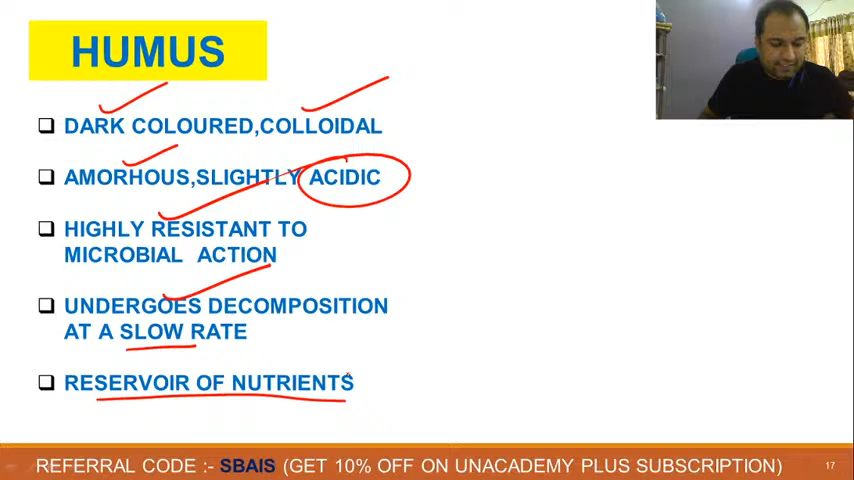 HUMUS
DARK COLOURED,COLLOIDAL
AMORHOUS,SLIGHTLY ACIDIC
HIGHLY RESISTANT TO
MICROBIAL ACTION
UNDERGOES DECOMPOSITION
AT A SLOW RATE
RESERVOIR OF NUTRIENTS
REFERRAL CODE :- SBAIS (GET 10% OFF ON UNACADEMY PLUS SUBSCRIPTION)
17